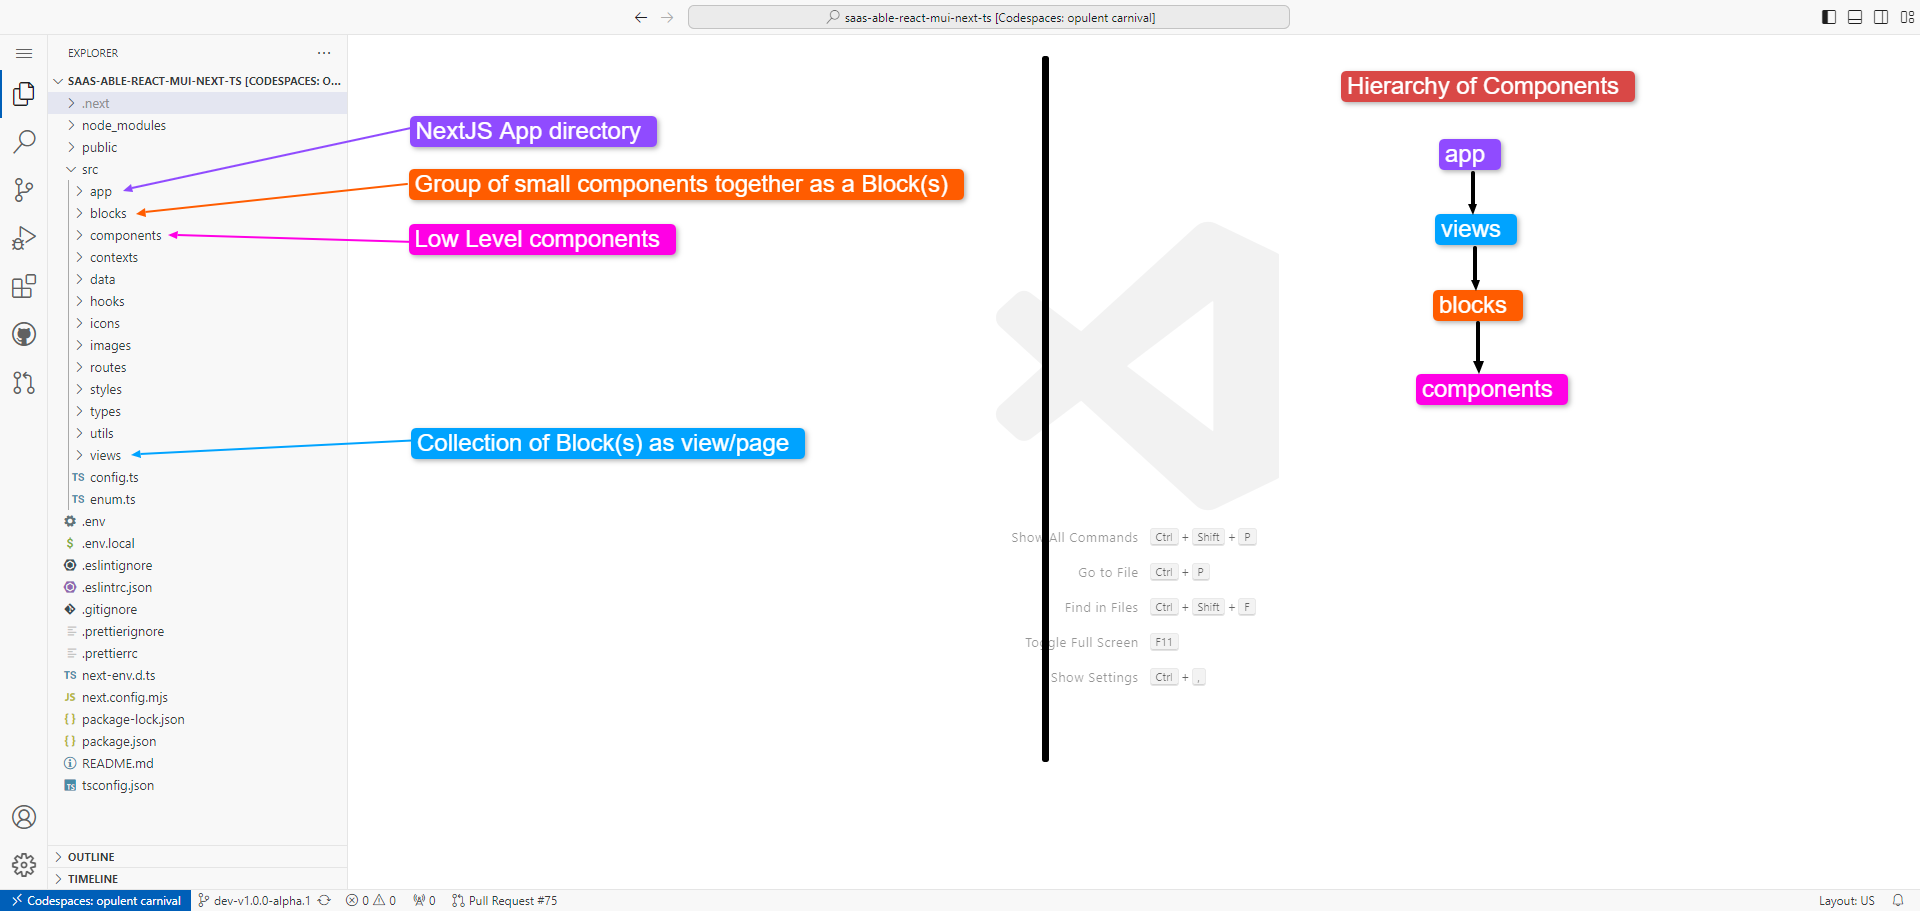 saas-able-react-mui-next-ts [Codespaces: opulent carnival]
EXPLORER
SAAS-ABLE-REACT-MUI-NEXT-TS [CODESPACES: O...
.next
node_modules
public
src
app
blocks
components
contexts
data
hooks
icons
images
routes
styles
types
utils
views
TS config.ts
TS enum.ts
.env
$ .env.local
.eslintignore
.eslintrc.json
.gitignore
.prettierignore
.prettierrc
TS next-env.d.ts
JS next.config.mjs
{} package-lock.json
{} package.json
README.md
TS tsconfig.json
OUTLINE
TIMELINE
NextJS App directory
Group of small components together as a Block(s)
Low Level components
Collection of Block(s) as view/page
Hierarchy of Components
app
views
blocks
components
Show All Commands Ctrl + Shift + P
Go to File Ctrl + P
Find in Files Ctrl + Shift + F
Toggle Full Screen F11
Show Settings Ctrl + ,
Codespaces: opulent carnival dev-v1.0.0-alpha.1 0 0 0 Pull Request #75 Layout: US